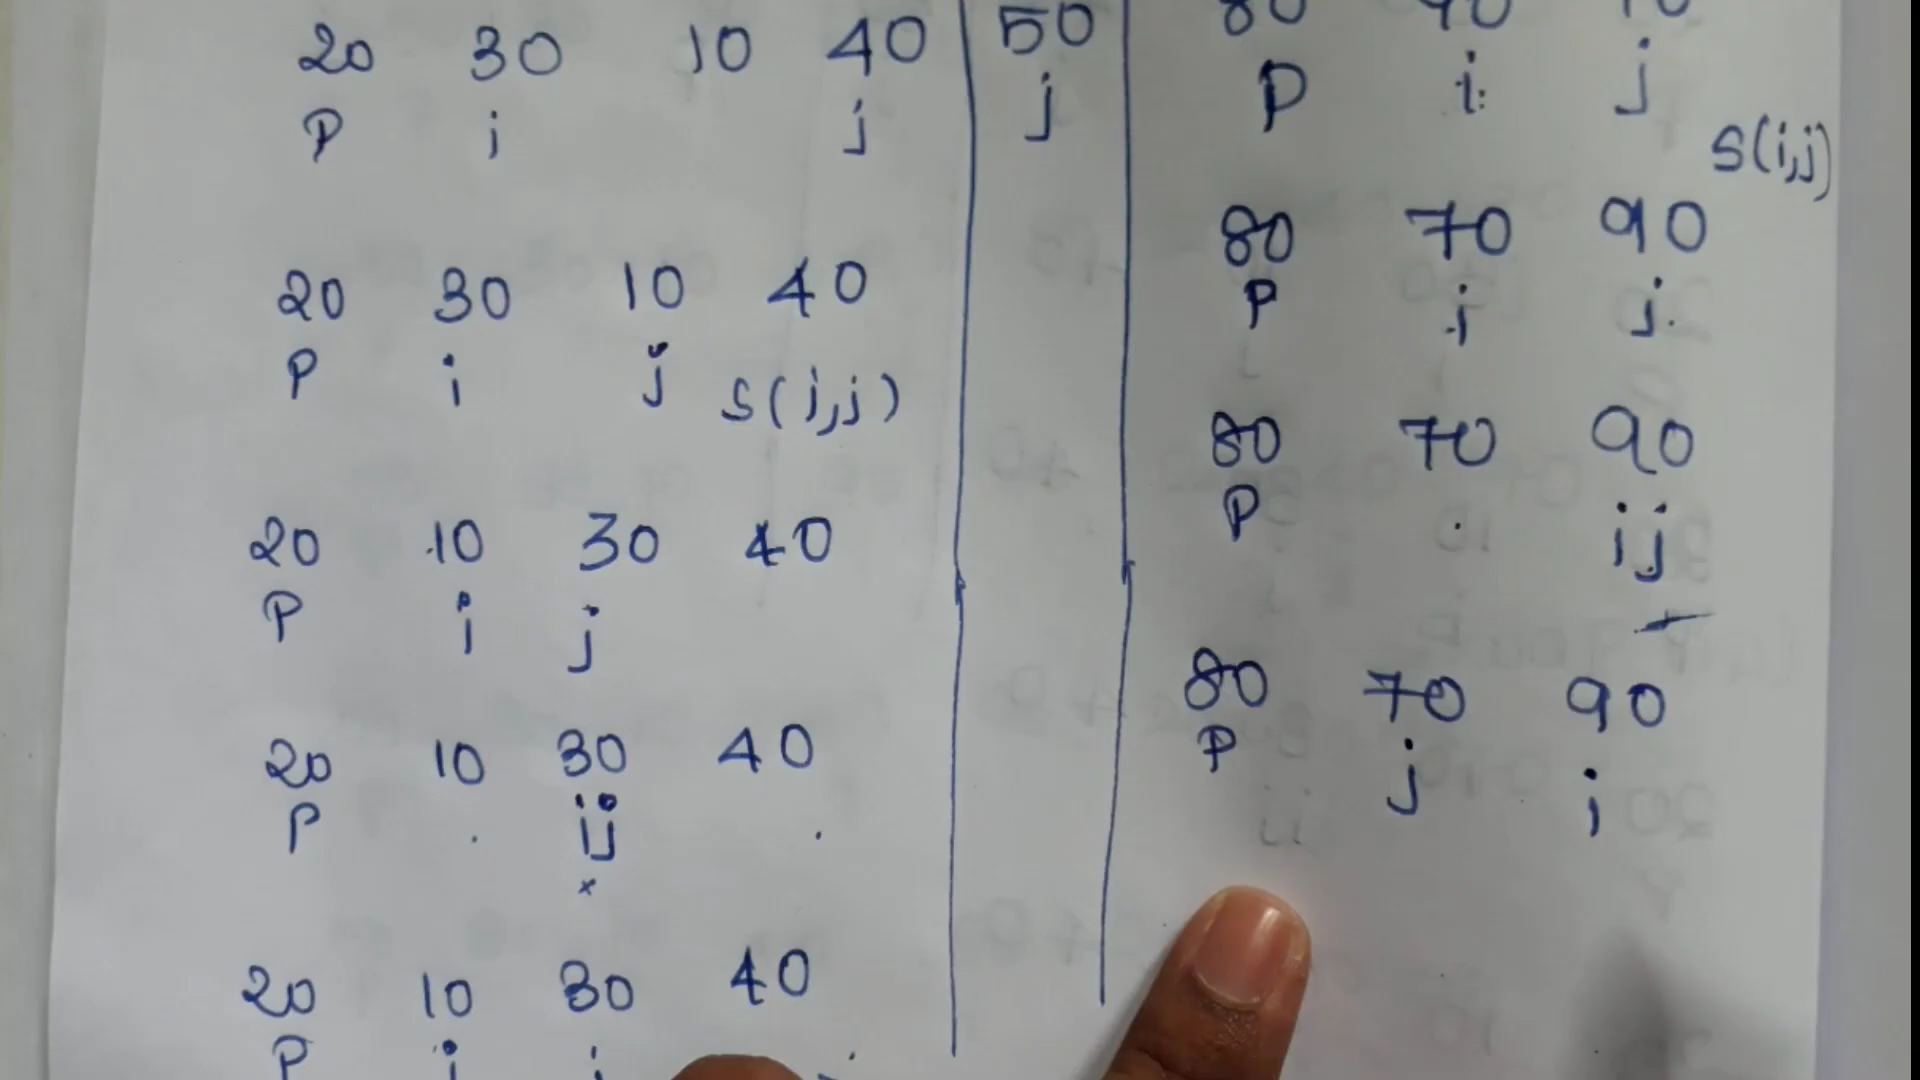 20 30 10 40 50
P i j j
20 30 10 40
P i j S(i,j)
20 10 30 40
P i j
20 10 30 40
P ij
x
20 10 30 40
P
80 90
P i j
S(i,j)
80 70 90
P i j
80 70 90
P ij
80 70 90
P j i